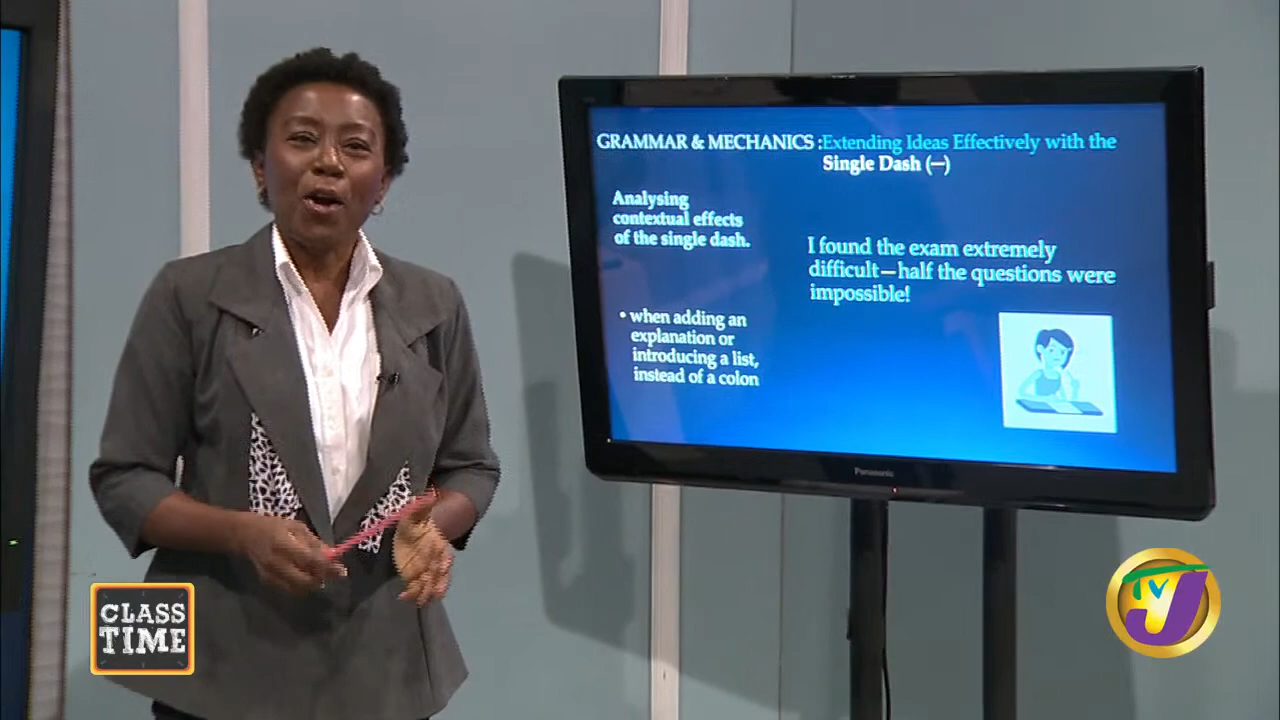 GRAMMAR & MECHANICS :Extending Ideas Effectively with the
Single Dash (—)
Analysing
contextual effects
of the single dash.
I found the exam extremely
difficult—half the questions were
impossible!
• when adding an
explanation or
introducing a list,
instead of a colon
Panasonic
CLASS
TIME
TVJ